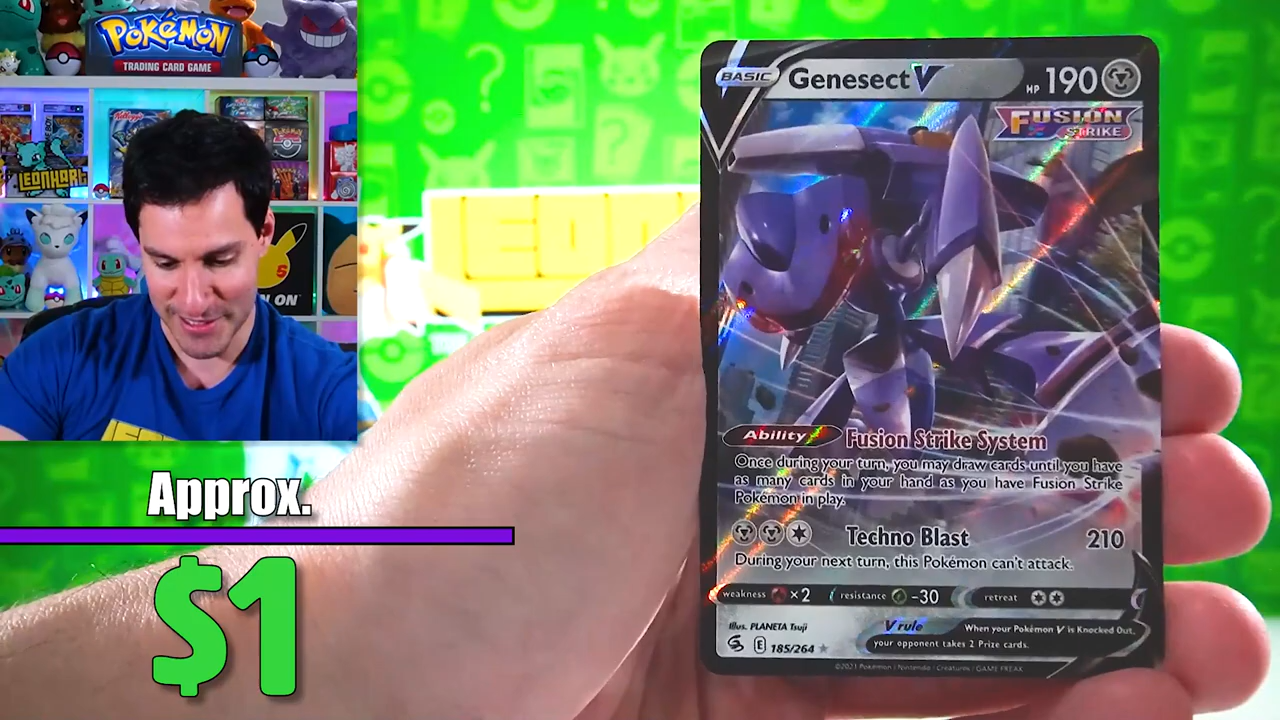 POKÉMON
TRADING CARD GAME
LEONHART
5
N ON
LEON
Approx.
$1
BASIC
Genesect V
HP 190
FUSION
STRIKE
Ability
Fusion Strike System
Once during your turn, you may draw cards until you have
as many cards in your hand as you have Fusion Strike
Pokémon in play.
Techno Blast 210
During your next turn, this Pokémon can't attack.
weakness ×2 resistance -30 retreat
Illus. PLANETA Tsuji
V rule
When your Pokémon V is Knocked Out,
your opponent takes 2 Prize cards.
E 185/264
©2021 Pokémon / Nintendo / Creatures / GAME FREAK